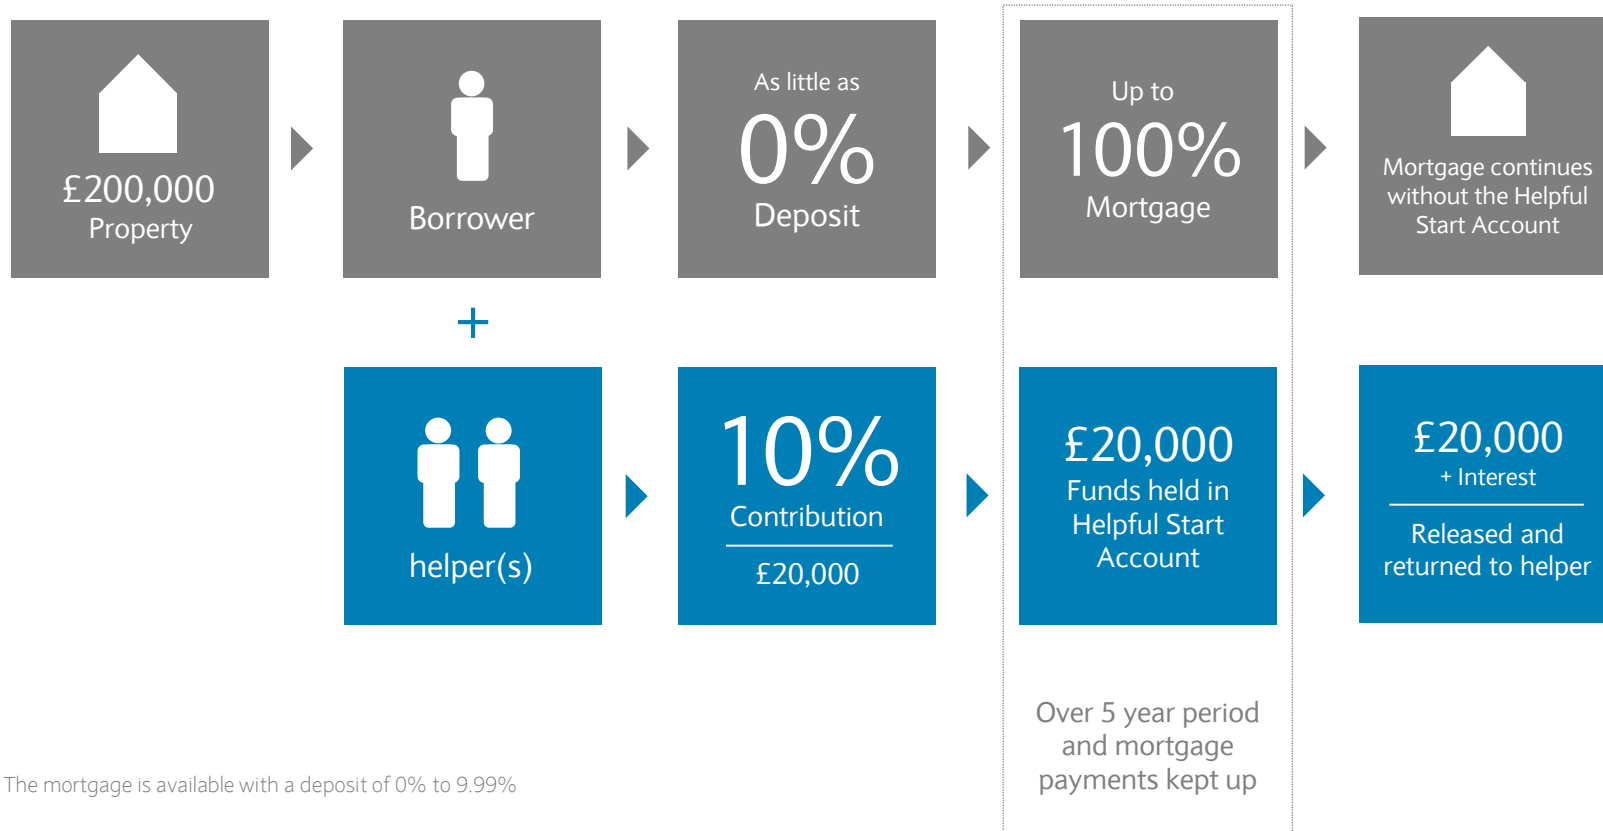 £200,000
Property
Borrower
As little as
0%
Deposit
Up to
100%
Mortgage
Mortgage continues
without the Helpful
Start Account
+
helper(s)
10%
Contribution
£20,000
£20,000
Funds held in
Helpful Start
Account
£20,000
+ Interest
Released and
returned to helper
Over 5 year period
and mortgage
payments kept up
The mortgage is available with a deposit of 0% to 9.99%